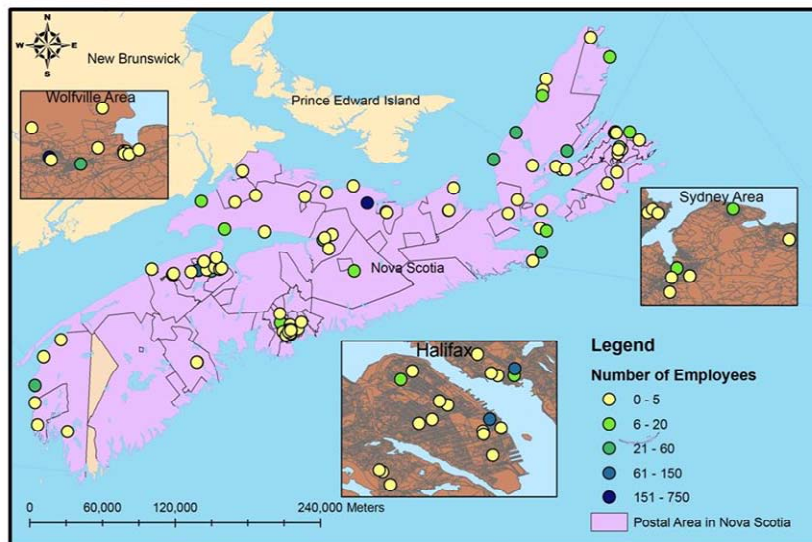 N
W E
S
New Brunswick
Prince Edward Island
Wolfville Area
Sydney Area
Nova Scotia
Halifax
Legend
Number of Employees
0 - 5
6 - 20
21 - 60
61 - 150
151 - 750
Postal Area in Nova Scotia
0 60,000 120,000 240,000 Meters